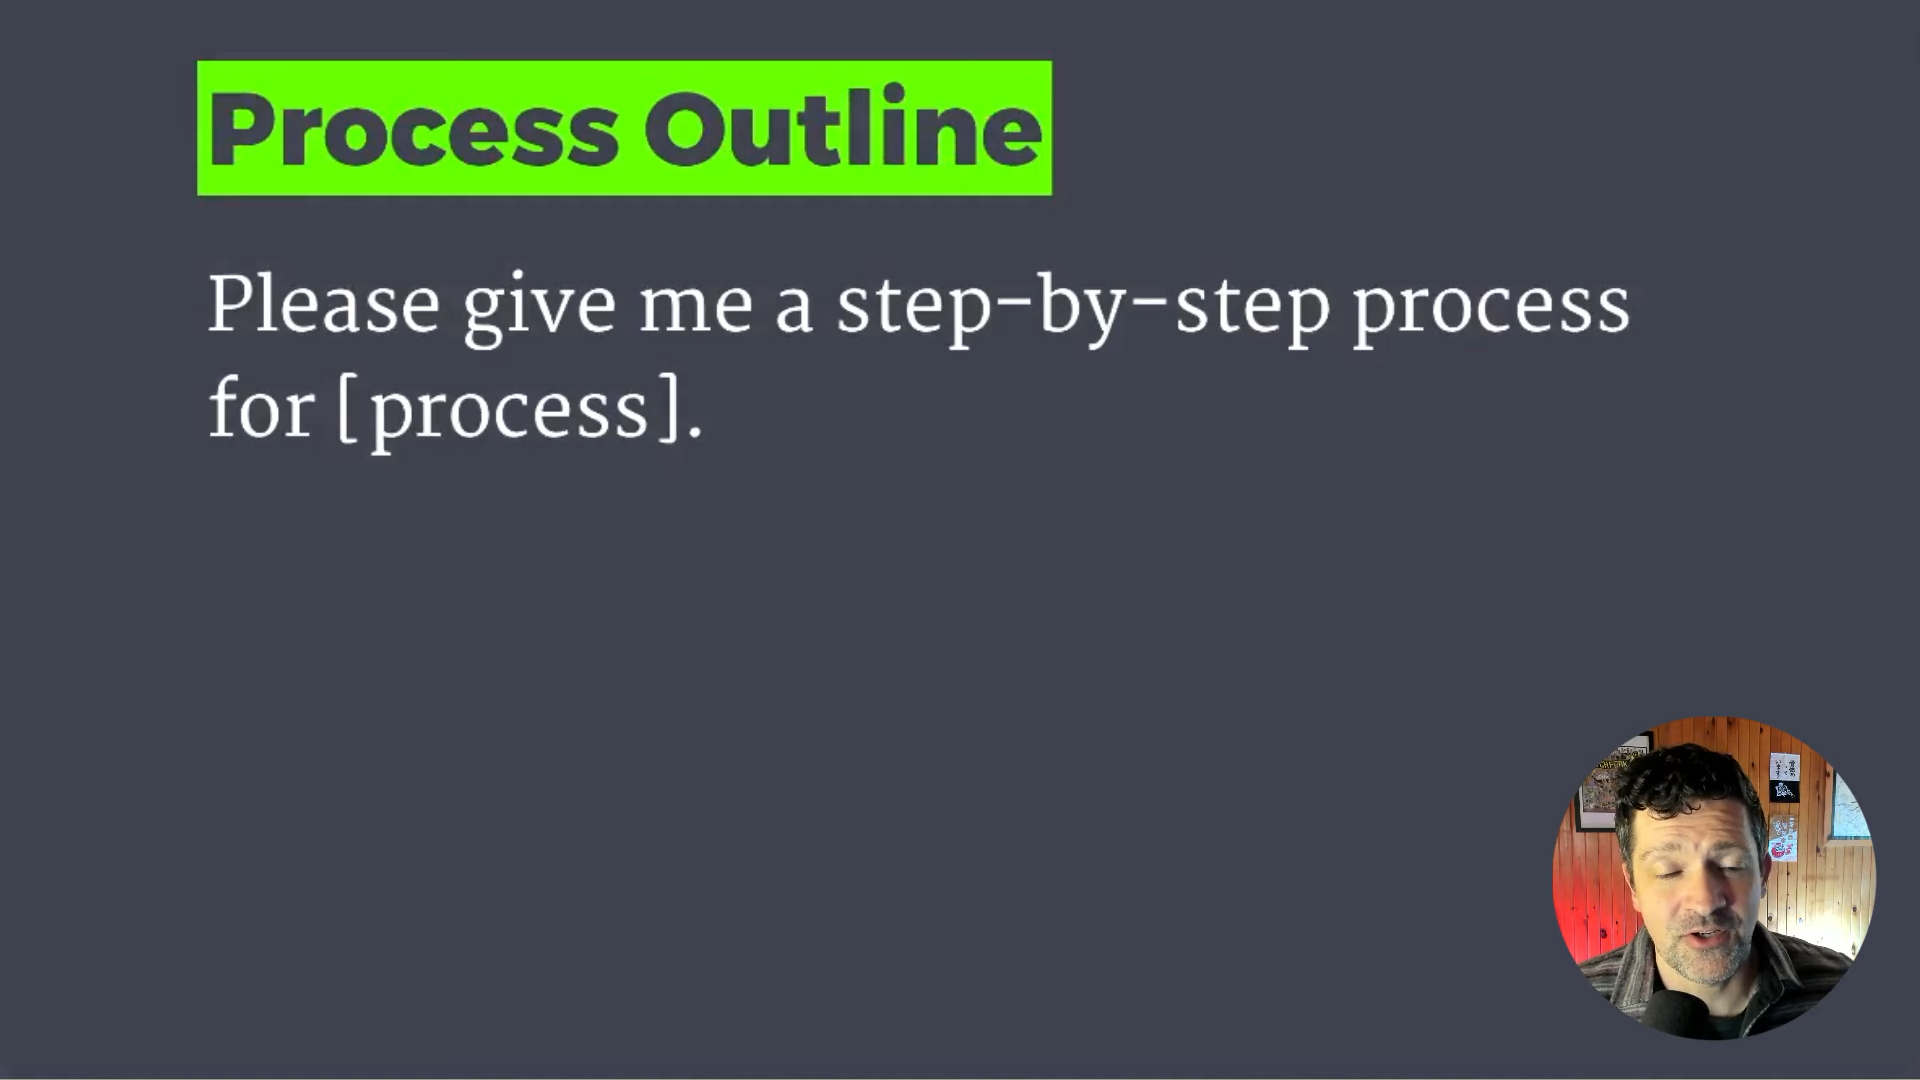 Process Outline
Please give me a step-by-step process
for [process].